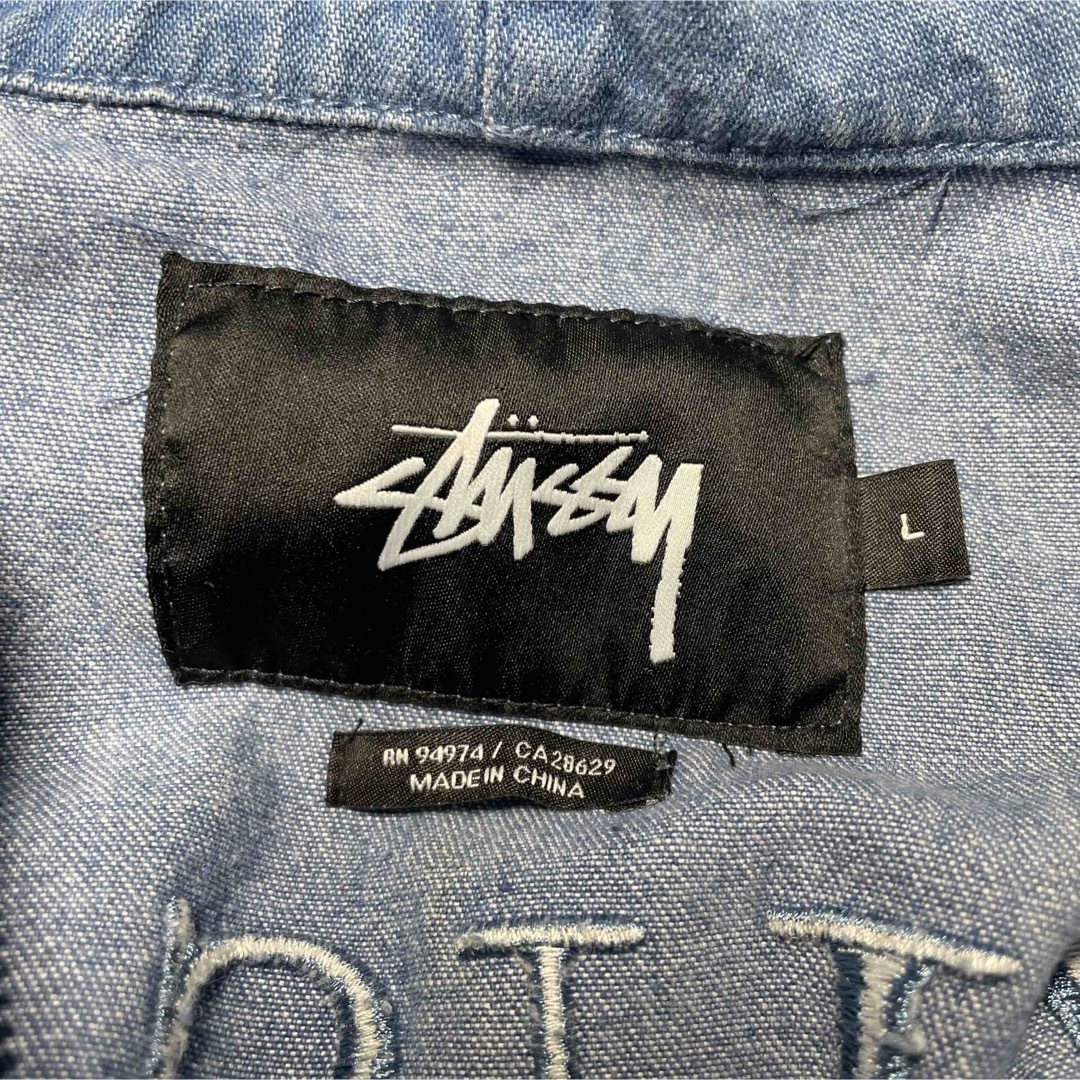 Stüssy
L
RN 94974 / CA28629
MADE IN CHINA